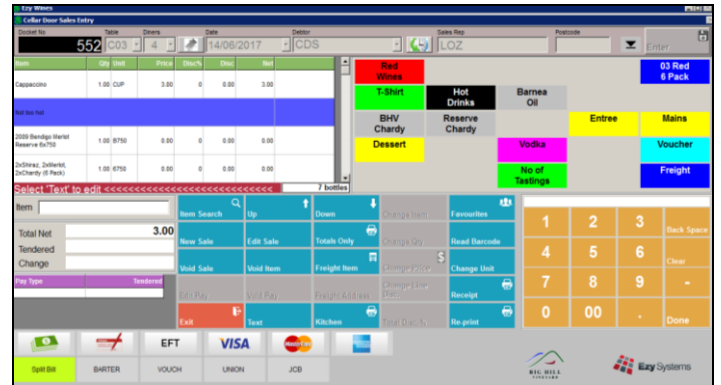 Ezy Wines
Cellar Door Sales Entry
Docket No Table Diners Date Debtor Sales Rep Postcode
552 C03 4 14/06/2017 CDS LOZ Enter
Item Qty Unit Price Disc% Disc Net
Cappaccino 1.00 CUP 3.00 0 0.00 3.00
Not too hot
2009 Bendigo Merlot
Reserve 6x750 1.00 B750 0.00 0 0.00 0.00
2xShiraz, 2xMerlot,
2xChardy (6 Pack) 1.00 6750 0.00 0 0.00 0.00
Select 'Text' to edit <<<<<<<<<<<<<<<<<<<<<<<<<<< 7 bottles
Red
Wines
03 Red
6 Pack
T-Shirt
Hot
Drinks
Barnea
Oil
BHV
Chardy
Reserve
Chardy
Entree
Mains
Dessert
Vodka
Voucher
No of
Tastings
Freight
Item
Total Net 3.00
Tendered
Change
Pay Type Tendered
Item Search Up Down Change Item Favourites
New Sale Edit Sale Totals Only Change Qty Read Barcode
Void Sale Void Item Freight Item Change Price Change Unit
Edit Pay Void Pay Freight Address Change Line
Disc. Receipt
Exit Text Kitchen Total Disc. % Re-print
1 2 3 Back Space
4 5 6 Clear
7 8 9 -
0 00 . Done
EFT VISA MasterCard
Split Bill BARTER VOUCH UNION JCB
BIG HILL
VINEYARD
Ezy Systems